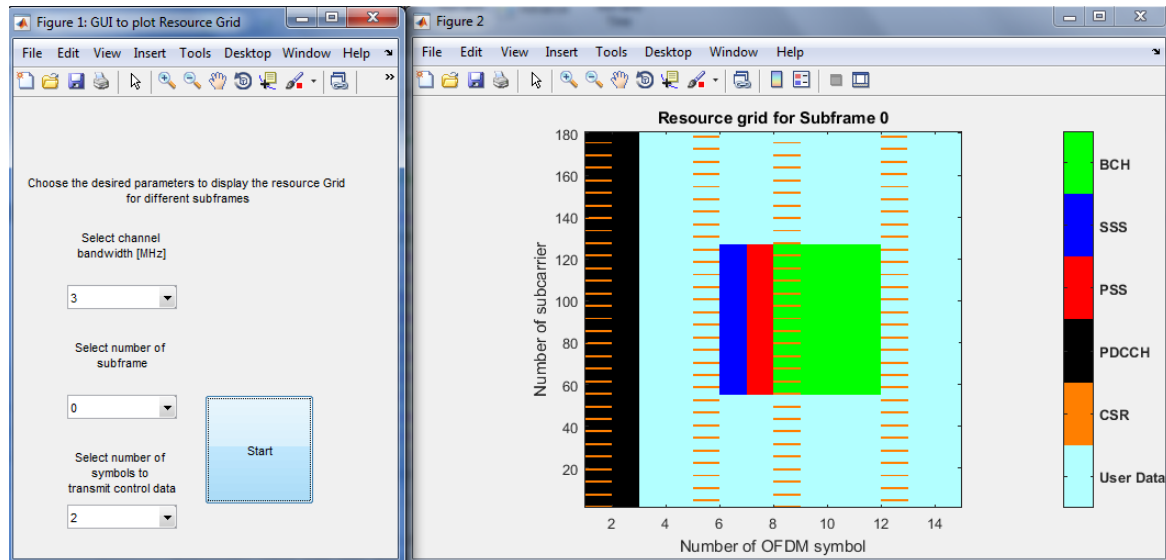 Figure 1: GUI to plot Resource Grid
File Edit View Insert Tools Desktop Window Help
Choose the desired parameters to display the resource Grid
for different subframes
Select channel
bandwidth [MHz]
3
Select number of
subframe
0
Select number of
symbols to
transmit control data
2
Start
Figure 2
File Edit View Insert Tools Desktop Window Help
Resource grid for Subframe 0
180
160
140
120
100
80
60
40
20
Number of subcarrier
2 4 6 8 10 12 14
Number of OFDM symbol
BCH
SSS
PSS
PDCCH
CSR
User Data